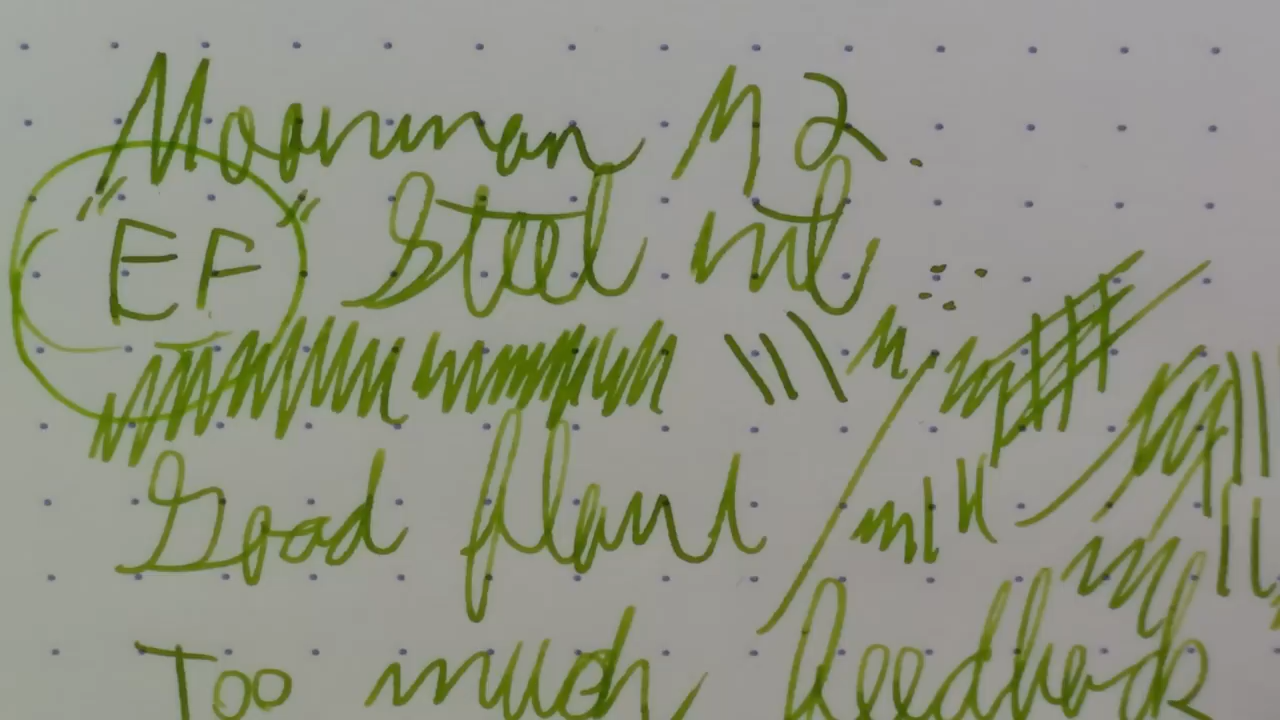 Moonman M2.
"EF" Steel nib
Good flow
Too much feedback